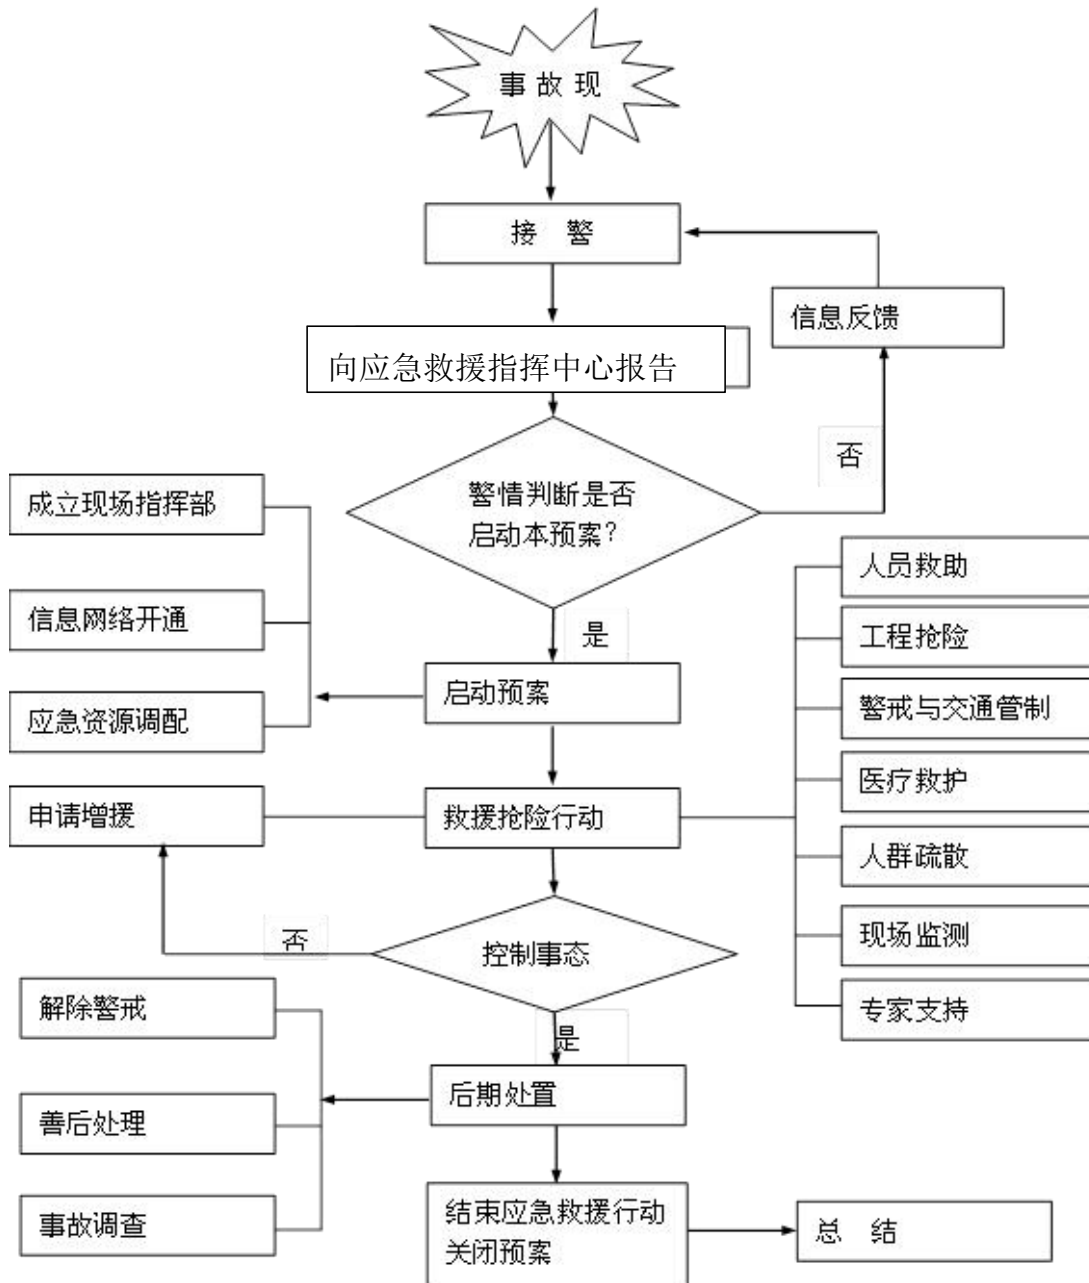 事故现
接 警
信息反馈
向应急救援指挥中心报告
否
警情判断是否
启动本预案?
成立现场指挥部
信息网络开通
应急资源调配
是
启动预案
人员救助
工程抢险
警戒与交通管制
医疗救护
人群疏散
现场监测
专家支持
申请增援
救援抢险行动
否
控制事态
是
解除警戒
善后处理
事故调查
后期处置
结束应急救援行动
关闭预案
总 结